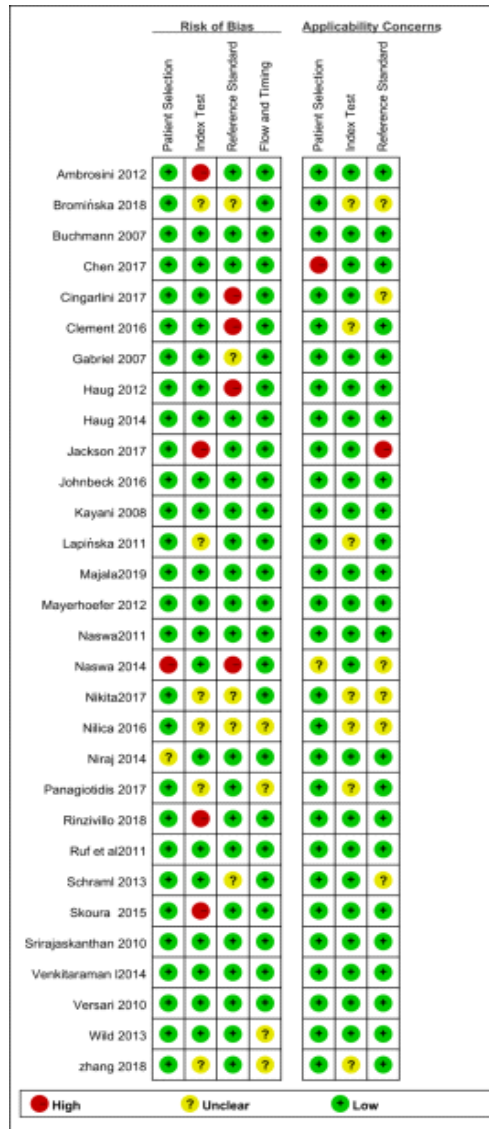 Risk of Bias Applicability Concerns
Patient Selection Index Test Reference Standard Flow and Timing Patient Selection Index Test Reference Standard
Ambrosini 2012 + - + + + + +
Bromińska 2018 + ? ? + + ? ?
Buchmann 2007 + + + + + + +
Chen 2017 + + + + - + +
Cingarlini 2017 + + - + + + ?
Clement 2016 + + - + + ? +
Gabriel 2007 + + ? + + + +
Haug 2012 + + - + + + +
Haug 2014 + + + + + + +
Jackson 2017 + - + + + + -
Johnbeck 2016 + + + + + + +
Kayani 2008 + + + + + + +
Lapińska 2011 + ? + + + ? +
Majala2019 + + + + + + +
Mayerhoefer 2012 + + + + + + +
Naswa2011 + + + + + + +
Naswa 2014 - + - + ? + ?
Nikita2017 + ? ? + + ? ?
Nilica 2016 + ? ? ? + ? ?
Niraj 2014 ? + + + + + +
Panagiotidis 2017 + ? + ? + ? +
Rinzivillo 2018 + - + + + + +
Ruf et al2011 + + + + + + +
Schraml 2013 + + ? + + + ?
Skoura 2015 + - + + + + +
Srirajaskanthan 2010 + + + + + + +
Venkitaraman l2014 + + + + + + +
Versari 2010 + + + + + + +
Wild 2013 + + + ? + + +
zhang 2018 + ? + ? + ? +
- High ? Unclear + Low